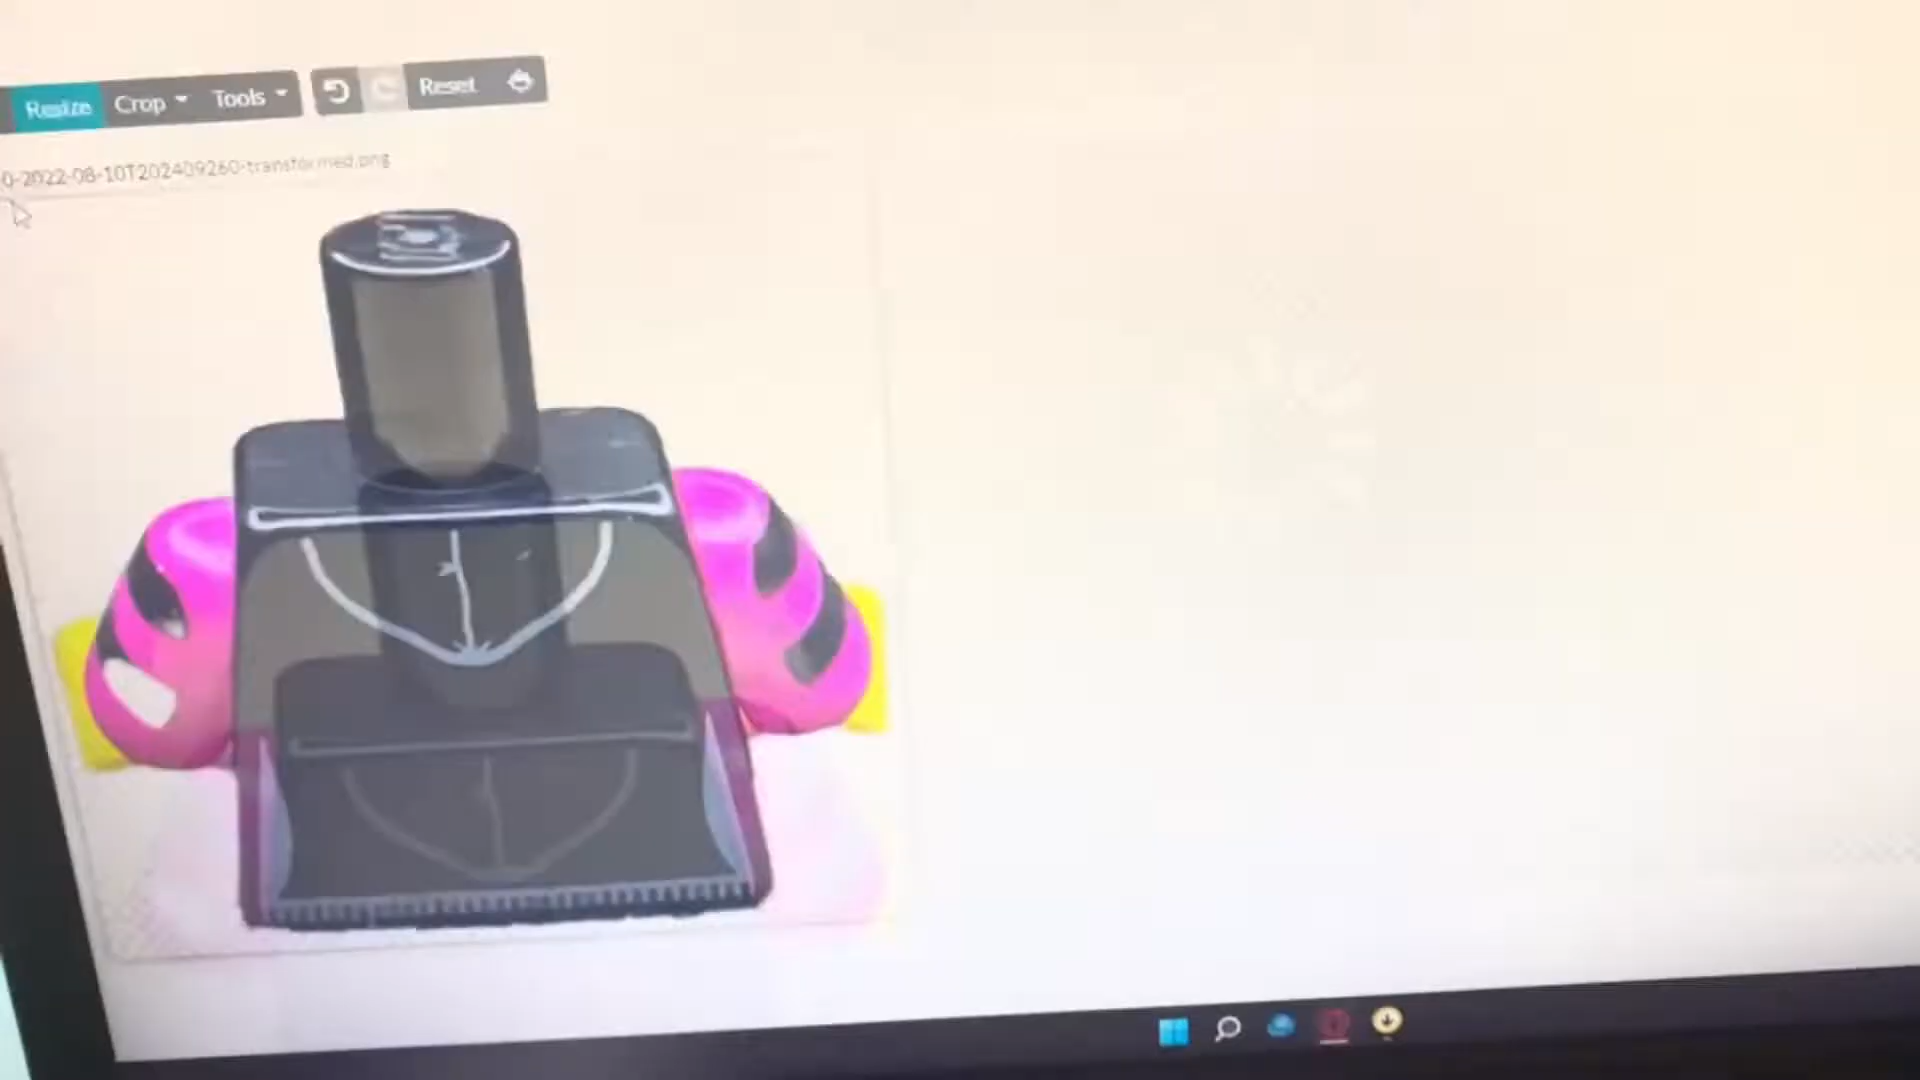 Resize Crop Tools Reset
0-2022-08-10T202409260-transformed.png